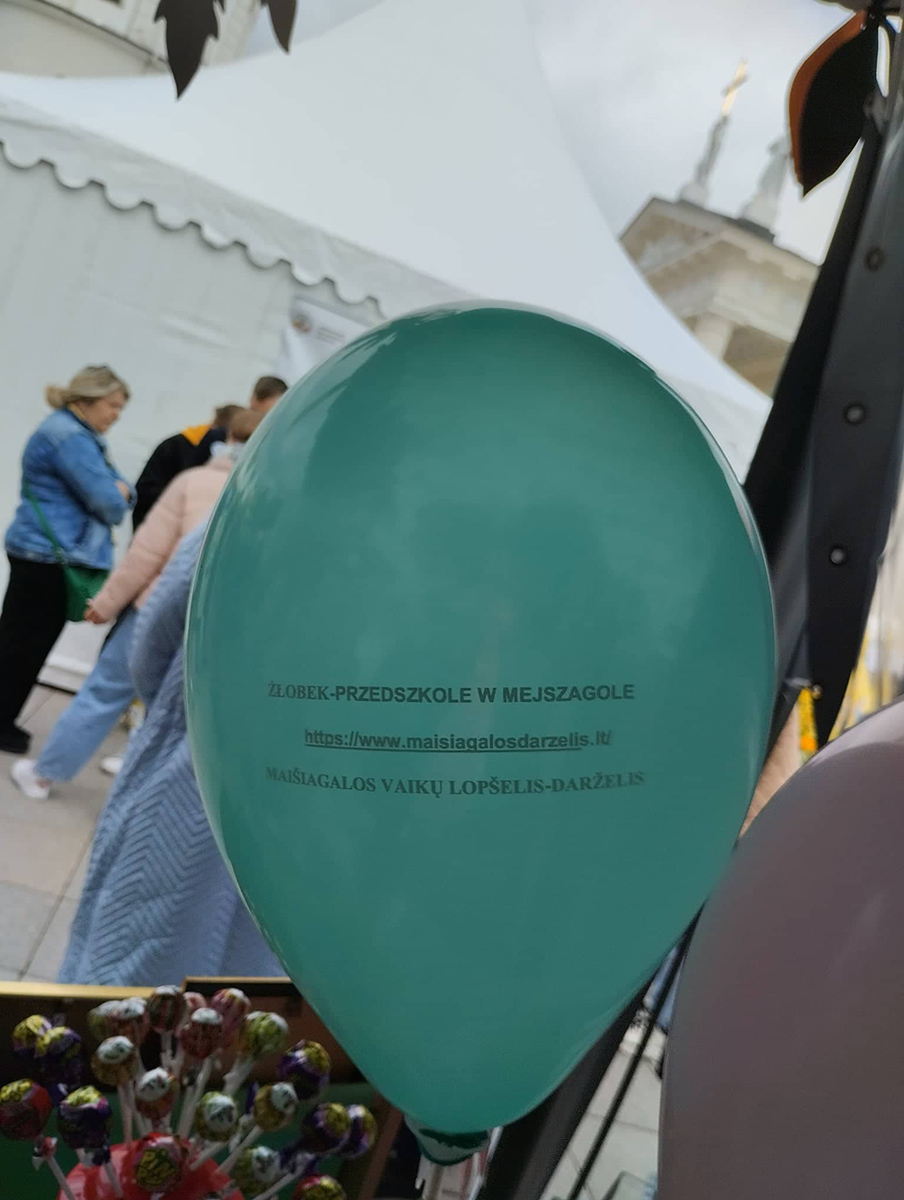 ŻŁOBEK-PRZEDSZKOLE W MEJSZAGOLE
https://www.maisiagalosdarzelis.lt/
MAIŠIAGALOS VAIKŲ LOPŠELIS-DARŽELIS